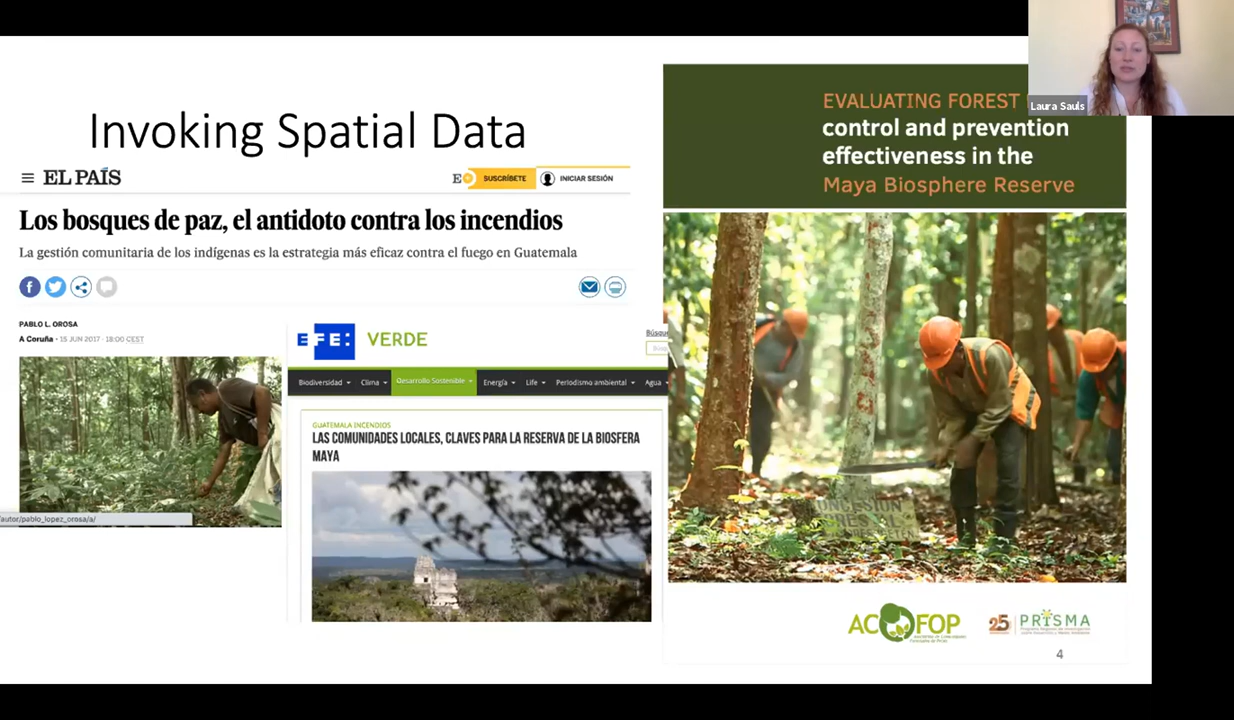 Invoking Spatial Data
EL PAÍS
SUSCRÍBETE
INICIAR SESIÓN
Los bosques de paz, el antídoto contra los incendios
La gestión comunitaria de los indígenas es la estrategia más eficaz contra el fuego en Guatemala
PABLO L. OROSA
A Coruña - 15 JUN 2017 - 18:00 CEST
/autor/pablo_lopez_orosa/a/
EFE: VERDE
Búsque
Biodiversidad Clima Desarrollo Sostenible Energía Life Periodismo ambiental Agua
GUATEMALA INCENDIOS
LAS COMUNIDADES LOCALES, CLAVES PARA LA RESERVA DE LA BIOSFERA
MAYA
EVALUATING FOREST
control and prevention
effectiveness in the
Maya Biosphere Reserve
Laura Sauls
ACOFOP
25 PRISMA
4